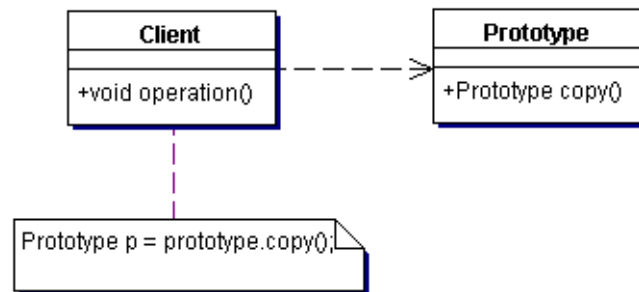 Client
Prototype
+void operation()
+Prototype copy()
Prototype p = prototype.copy();